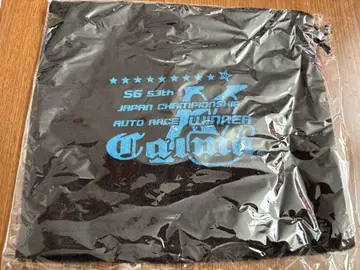 SG 53th
JAPAN CHAMPIONSHIP
AUTO RACE WINNER